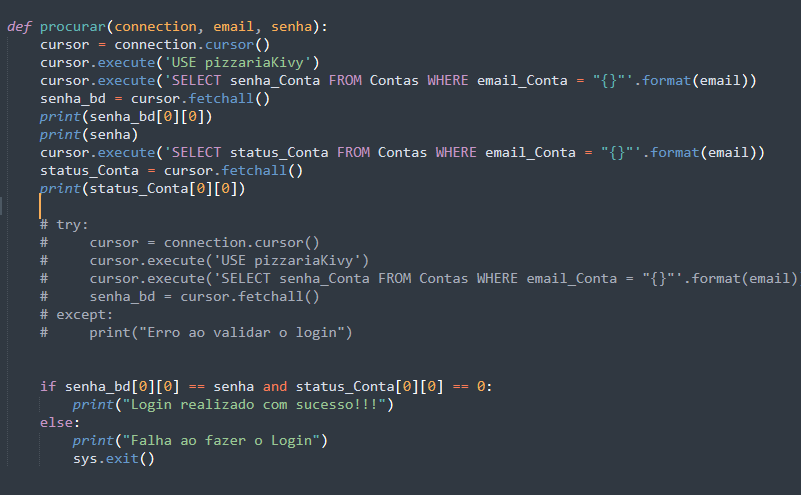 def procurar(connection, email, senha):
    cursor = connection.cursor()
    cursor.execute('USE pizzariaKivy')
    cursor.execute('SELECT senha_Conta FROM Contas WHERE email_Conta = "{}"'.format(email))
    senha_bd = cursor.fetchall()
    print(senha_bd[0][0])
    print(senha)
    cursor.execute('SELECT status_Conta FROM Contas WHERE email_Conta = "{}"'.format(email))
    status_Conta = cursor.fetchall()
    print(status_Conta[0][0])
    # try:
    #     cursor = connection.cursor()
    #     cursor.execute('USE pizzariaKivy')
    #     cursor.execute('SELECT senha_Conta FROM Contas WHERE email_Conta = "{}"'.format(email)
    #     senha_bd = cursor.fetchall()
    # except:
    #     print("Erro ao validar o login")
    if senha_bd[0][0] == senha and status_Conta[0][0] == 0:
        print("Login realizado com sucesso!!!")
    else:
        print("Falha ao fazer o Login")
        sys.exit()